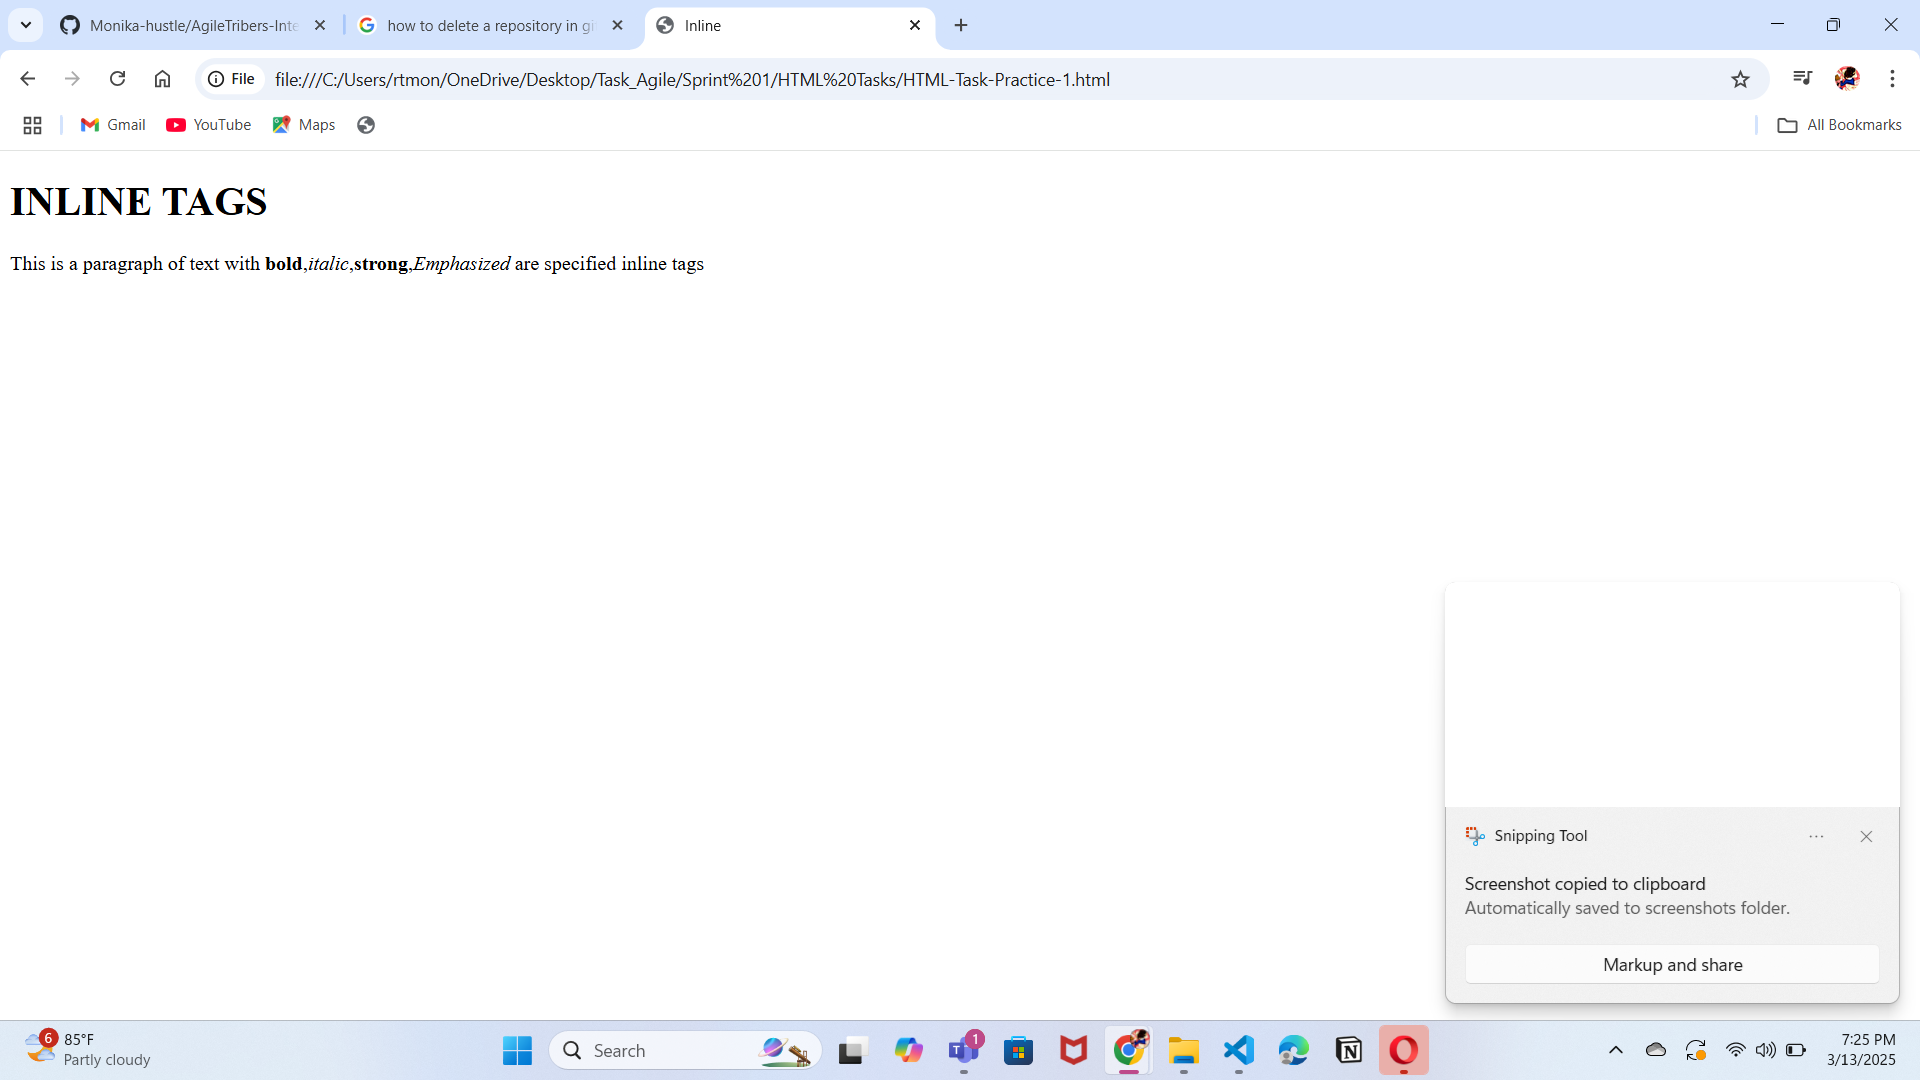 Monika-hustle/AgileTribers-Inte
how to delete a repository in gi
Inline
File
file:///C:/Users/rtmon/OneDrive/Desktop/Task_Agile/Sprint%201/HTML%20Tasks/HTML-Task-Practice-1.html
Gmail
YouTube
Maps
All Bookmarks
INLINE TAGS
This is a paragraph of text with bold,italic,strong,Emphasized are specified inline tags
Snipping Tool
Screenshot copied to clipboard
Automatically saved to screenshots folder.
Markup and share
6
85°F
Partly cloudy
Search
1
7:25 PM
3/13/2025